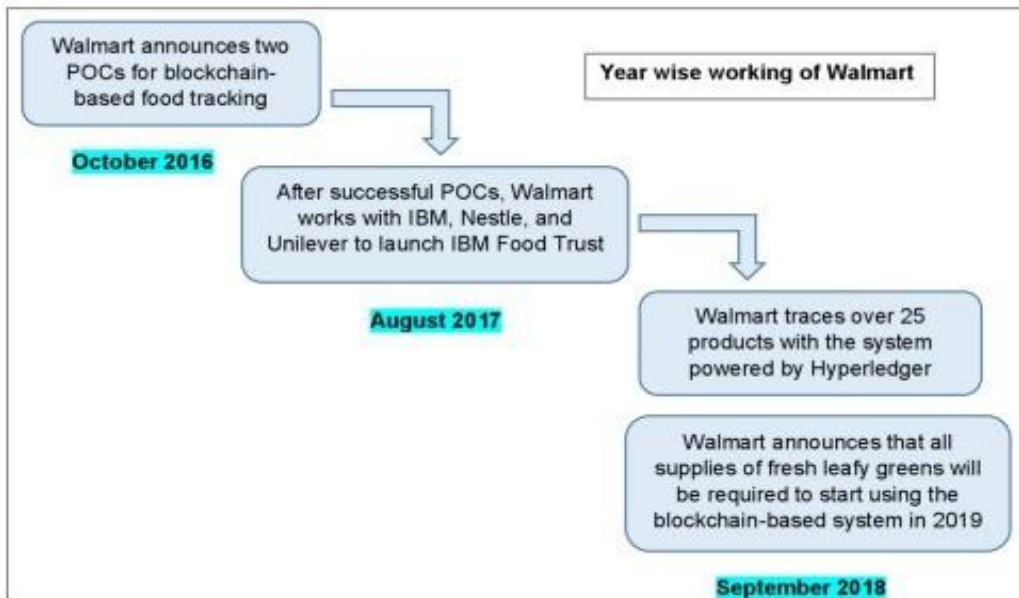 Walmart announces two
POCs for blockchain-
based food tracking
Year wise working of Walmart
October 2016
After successful POCs, Walmart
works with IBM, Nestle, and
Unilever to launch IBM Food Trust
August 2017
Walmart traces over 25
products with the system
powered by Hyperledger
Walmart announces that all
supplies of fresh leafy greens will
be required to start using the
blockchain-based system in 2019
September 2018